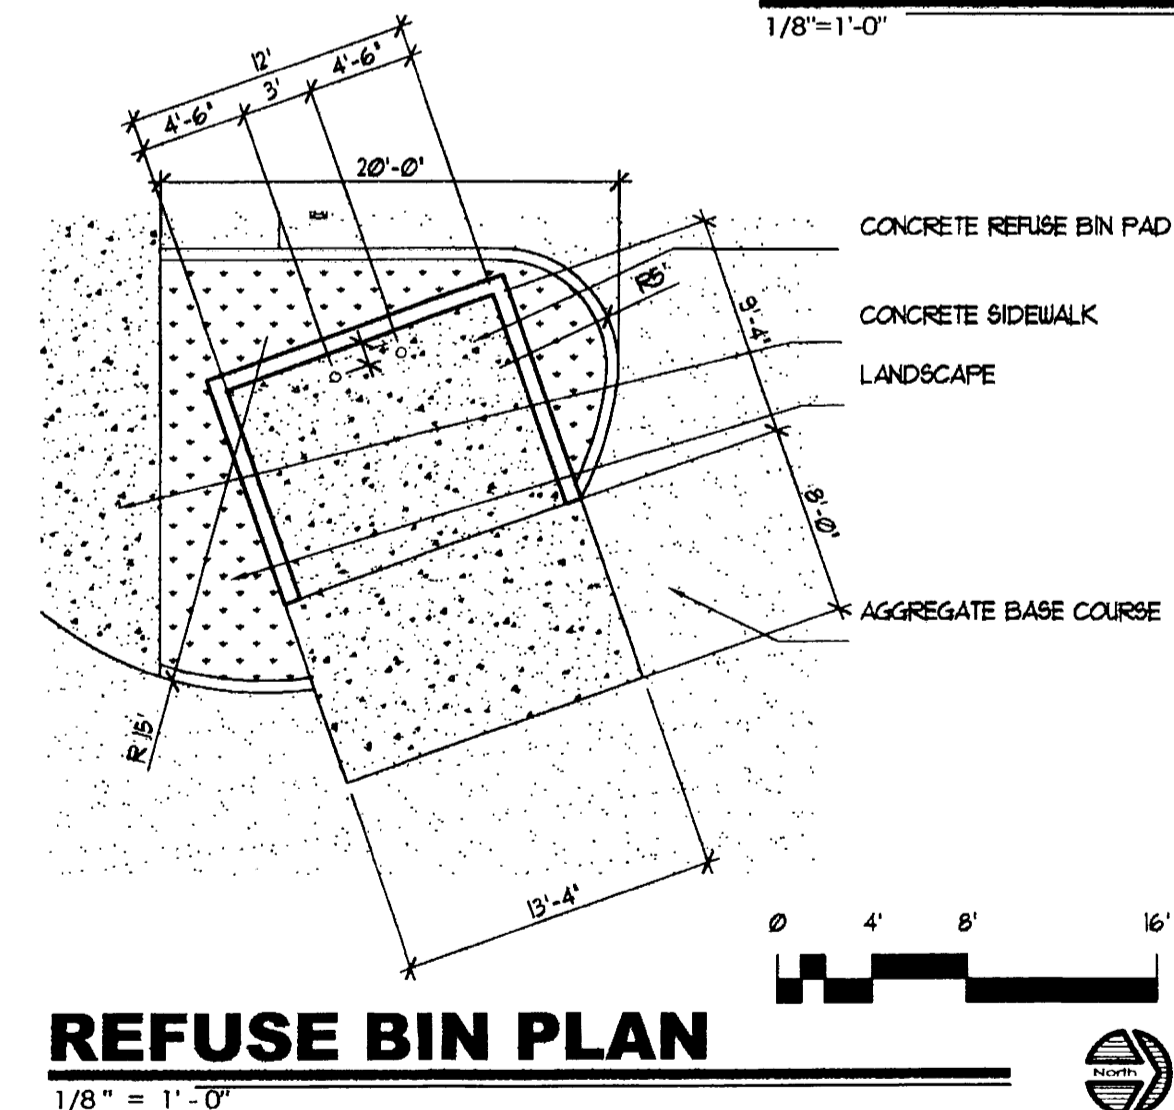 1/8"=1'-0"
12'
4'-6"
3'
4'-6"
20'-0"
CONCRETE REFUSE BIN PAD
R5'
9'-4"
CONCRETE SIDEWALK
LANDSCAPE
8'-0"
AGGREGATE BASE COURSE
R 15'
13'-4"
0 4' 8' 16'
REFUSE BIN PLAN
North
1/8" = 1'-0"